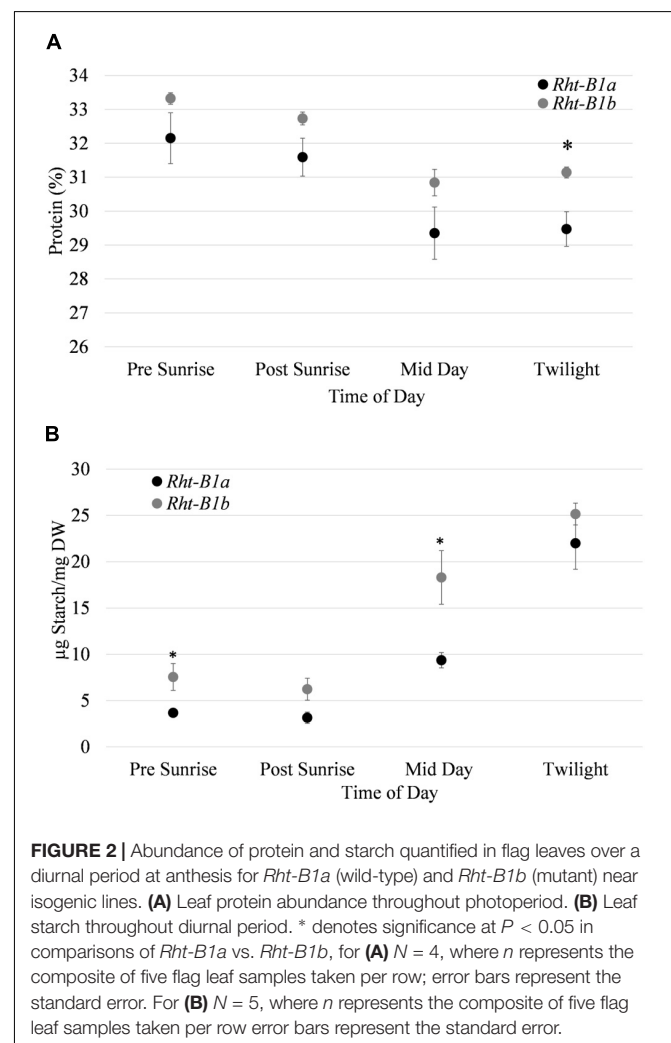 A
34
33
32
31
30
29
28
27
26
Protein (%)
Rht-B1a
Rht-B1b
*
Pre Sunrise Post Sunrise Mid Day Twilight
Time of Day
B
30
25
20
15
10
5
0
µg Starch/mg DW
Rht-B1a
Rht-B1b
*
*
Pre Sunrise Post Sunrise Mid Day Twilight
Time of Day
FIGURE 2 | Abundance of protein and starch quantified in flag leaves over a
diurnal period at anthesis for Rht-B1a (wild-type) and Rht-B1b (mutant) near
isogenic lines. (A) Leaf protein abundance throughout photoperiod. (B) Leaf
starch throughout diurnal period. * denotes significance at P < 0.05 in
comparisons of Rht-B1a vs. Rht-B1b, for (A) N = 4, where n represents the
composite of five flag leaf samples taken per row; error bars represent the
standard error. For (B) N = 5, where n represents the composite of five flag
leaf samples taken per row error bars represent the standard error.